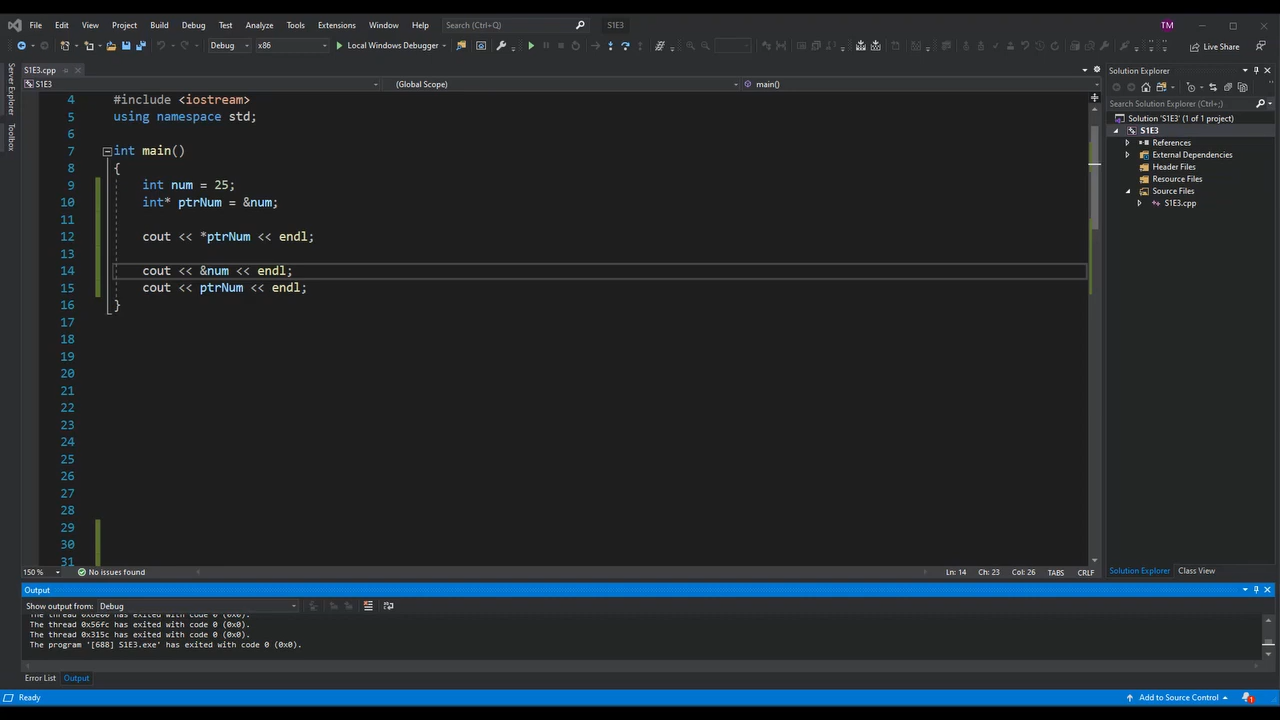 File Edit View Project Build Debug Test Analyze Tools Extensions Window Help Search (Ctrl+Q) S1E3 TM
Debug x86 Local Windows Debugger Live Share
Server Explorer
Toolbox
S1E3.cpp
S1E3 (Global Scope) main()
4 #include <iostream>
5 using namespace std;
6
7 int main()
8 {
9 int num = 25;
10 int* ptrNum = &num;
11
12 cout << *ptrNum << endl;
13
14 cout << &num << endl;
15 cout << ptrNum << endl;
16 }
17
18
19
20
21
22
23
24
25
26
27
28
29
30
31
150 % No issues found Ln: 14 Ch: 23 Col: 26 TABS CRLF
Solution Explorer
Search Solution Explorer (Ctrl+;)
Solution 'S1E3' (1 of 1 project)
S1E3
References
External Dependencies
Header Files
Resource Files
Source Files
S1E3.cpp
Solution Explorer Class View
Output
Show output from: Debug
The thread 0x56fc has exited with code 0 (0x0).
The thread 0x315c has exited with code 0 (0x0).
The program '[688] S1E3.exe' has exited with code 0 (0x0).
Error List Output
Ready Add to Source Control 1